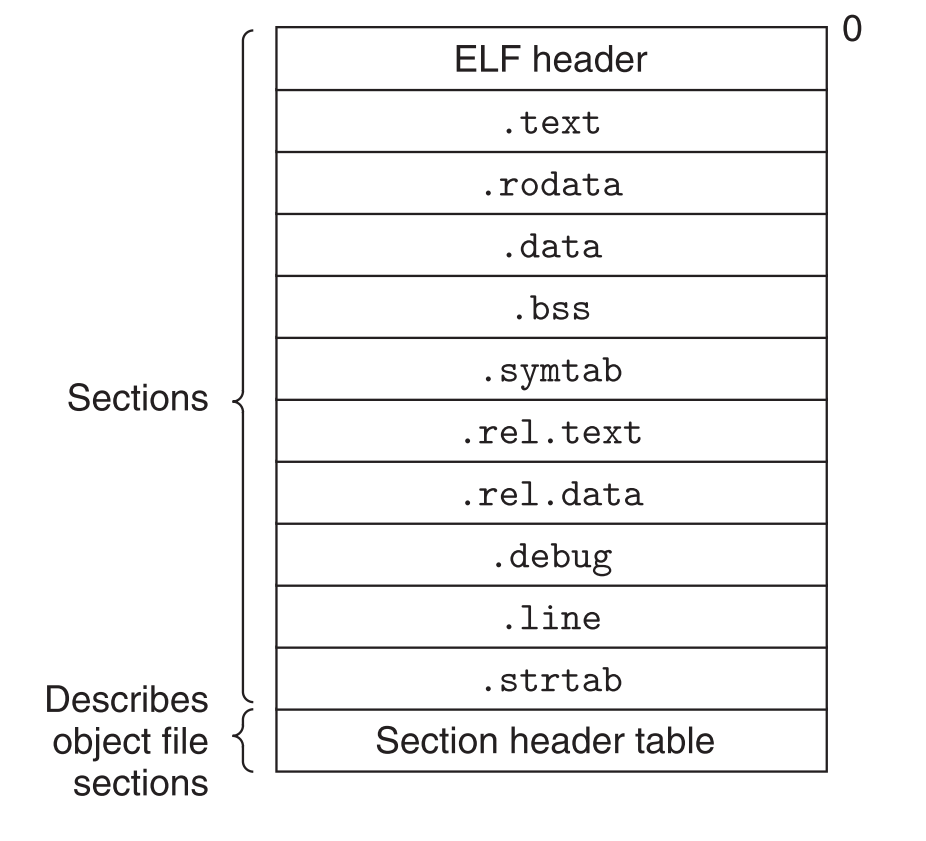 0
ELF header
.text
.rodata
.data
.bss
.symtab
Sections
.rel.text
.rel.data
.debug
.line
.strtab
Describes
object file
sections
Section header table